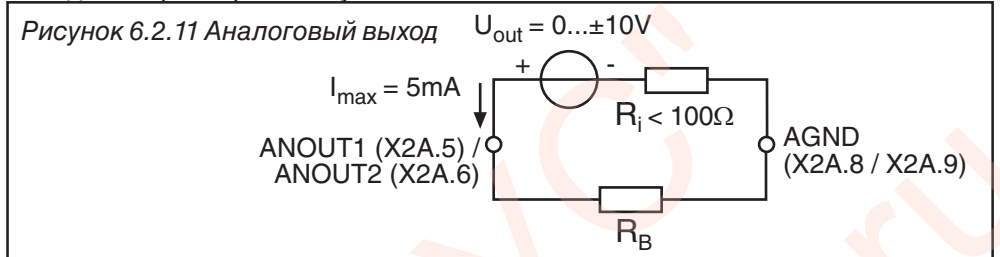 Рисунок 6.2.11 Аналоговый выход
U_out = 0...±10V
+ -
I_max = 5mA
R_i < 100Ω
ANOUT1 (X2A.5) /
ANOUT2 (X2A.6)
AGND
(X2A.8 / X2A.9)
R_B